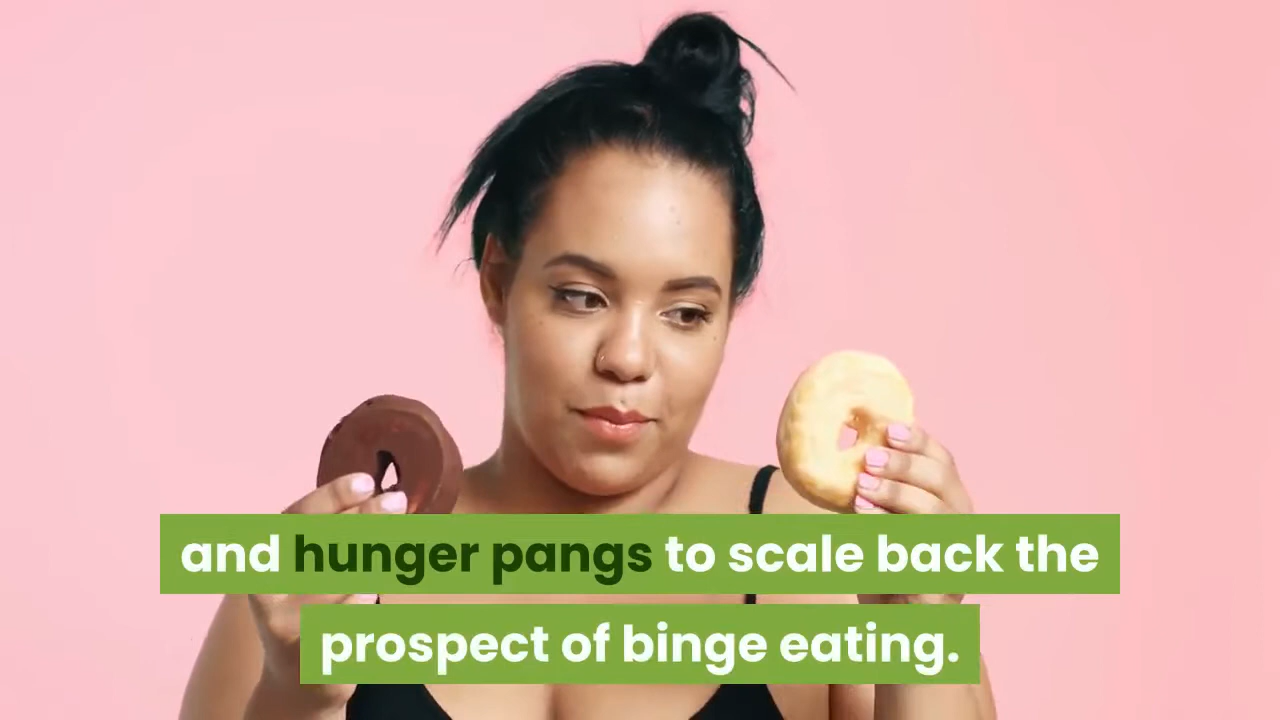 and hunger pangs to scale back the
prospect of binge eating.